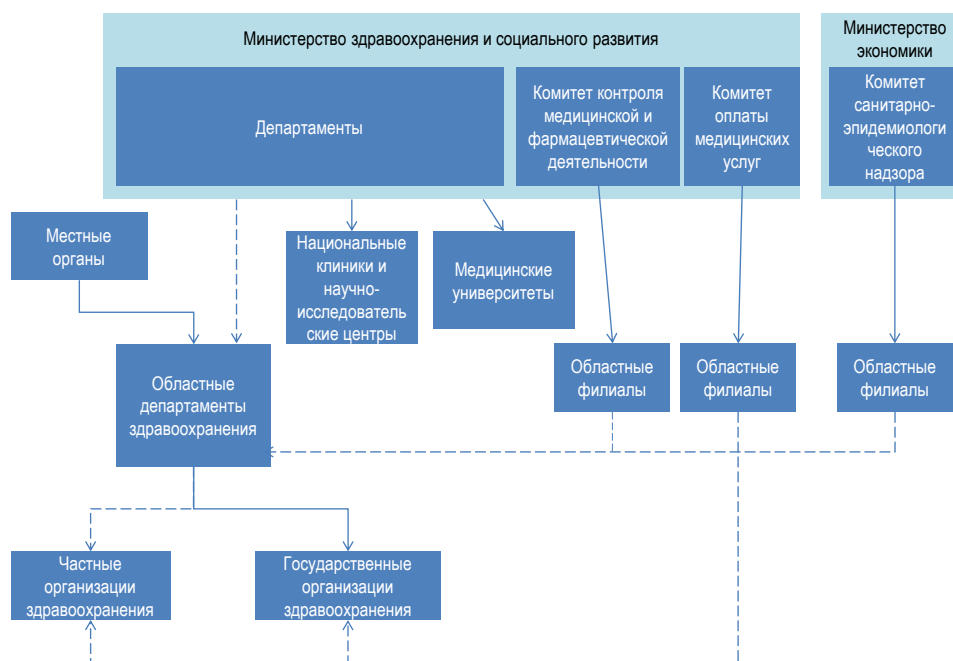 Министерство здравоохранения и социального развития
Министерство
экономики
Департаменты
Комитет контроля
медицинской и
фармацевтической
деятельности
Комитет
оплаты
медицинских
услуг
Комитет
санитарно-
эпидемиологи
ческого
надзора
Местные
органы
Национальные
клиники и
научно-
исследователь
ские центры
Медицинские
университеты
Областные
департаменты
здравоохранения
Областные
филиалы
Областные
филиалы
Областные
филиалы
Частные
организации
здравоохранения
Государственные
организации
здравоохранения